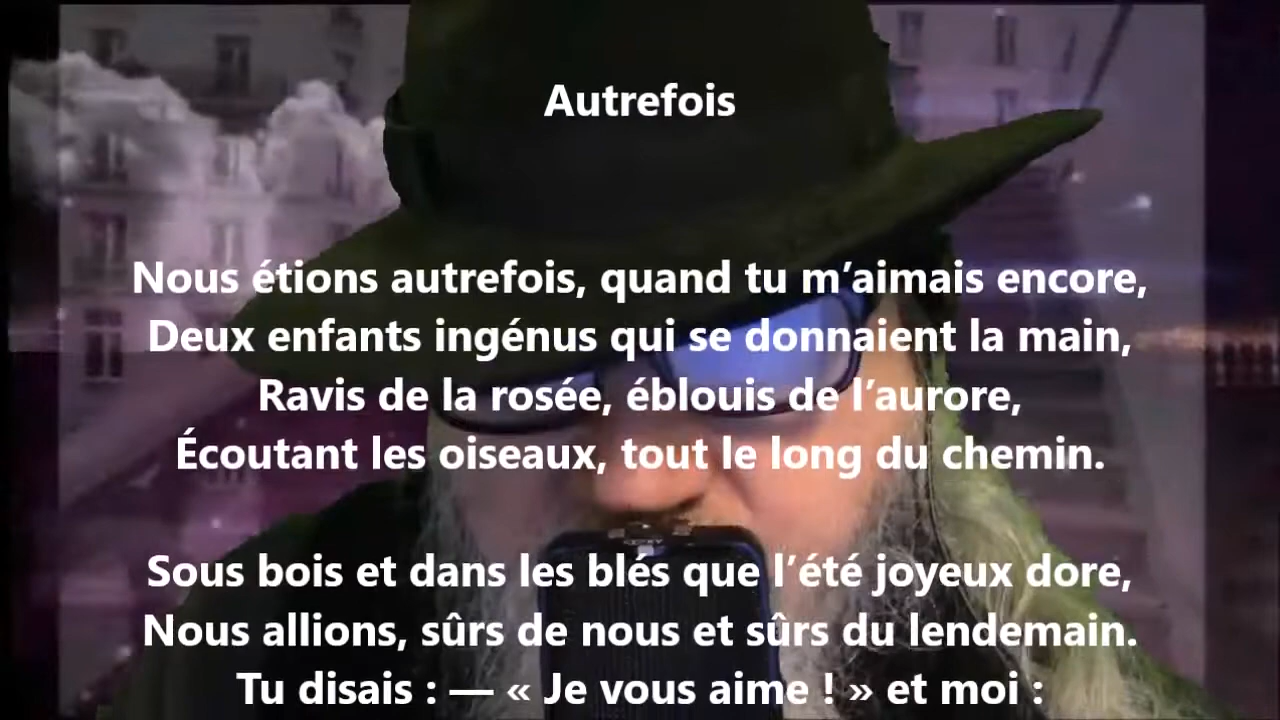 Autrefois
Nous étions autrefois, quand tu m’aimais encore,
Deux enfants ingénus qui se donnaient la main,
Ravis de la rosée, éblouis de l’aurore,
Écoutant les oiseaux, tout le long du chemin.
Sous bois et dans les blés que l’été joyeux dore,
Nous allions, sûrs de nous et sûrs du lendemain.
Tu disais : — « Je vous aime ! » et moi :